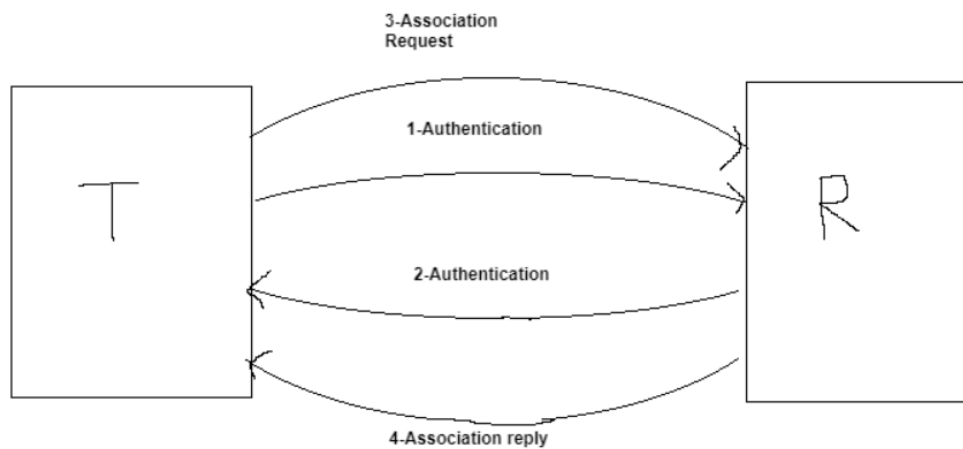 3-Association
Request
1-Authentication
T
R
2-Authentication
4-Association reply